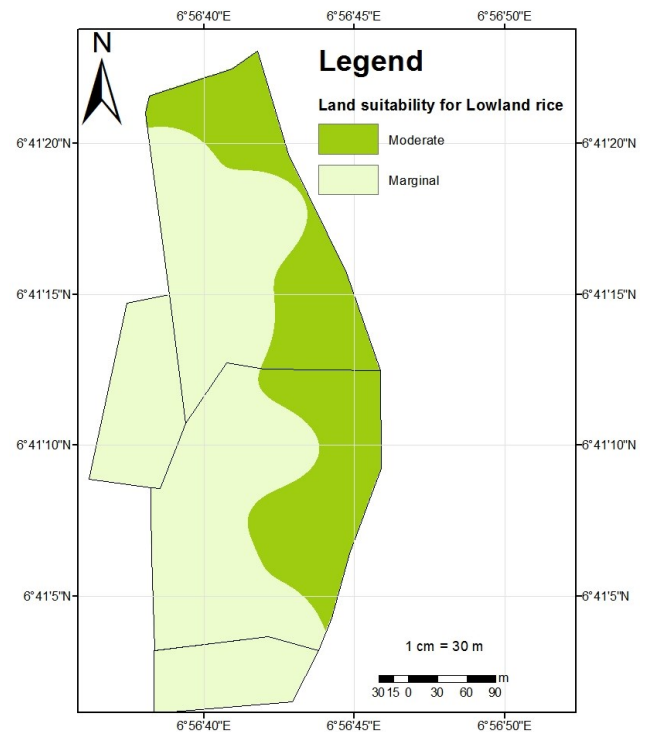 6°56'40"E 6°56'45"E 6°56'50"E
N
Legend
Land suitability for Lowland rice
Moderate
Marginal
6°41'20"N 6°41'20"N
6°41'15"N 6°41'15"N
6°41'10"N 6°41'10"N
6°41'5"N 6°41'5"N
1 cm = 30 m
m
30 15 0 30 60 90
6°56'40"E 6°56'45"E 6°56'50"E